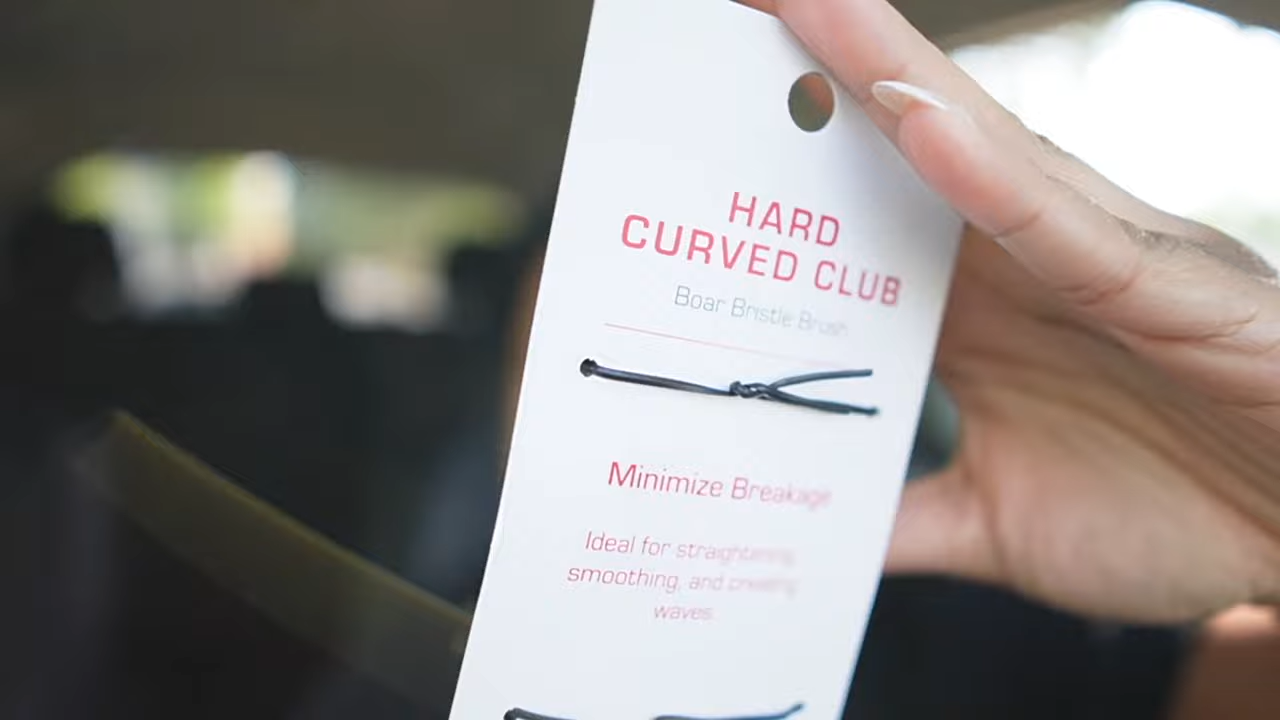 HARD
CURVED CLUB
Boar Bristle Brush
Minimize Breakage
Ideal for straightening,
smoothing, and creating
waves